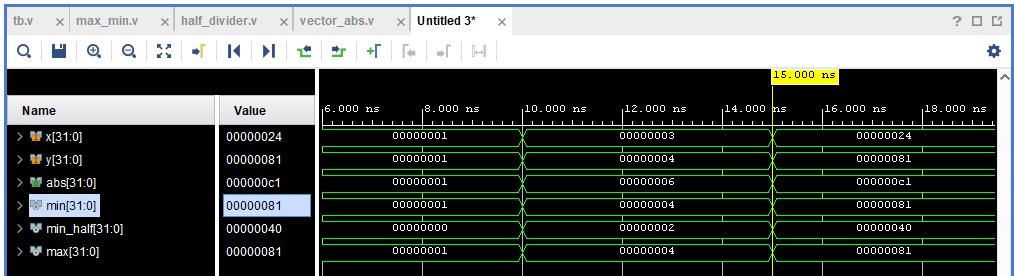 tb.v max_min.v half_divider.v vector_abs.v Untitled 3*
15.000 ns
6.000 ns 8.000 ns 10.000 ns 12.000 ns 14.000 ns 16.000 ns 18.000 ns
Name Value
x[31:0] 00000024 00000001 00000003 00000024
y[31:0] 00000081 00000001 00000004 00000081
abs[31:0] 000000c1 00000001 00000006 000000c1
min[31:0] 00000081 00000001 00000004 00000081
min_half[31:0] 00000040 00000000 00000002 00000040
max[31:0] 00000081 00000001 00000004 00000081